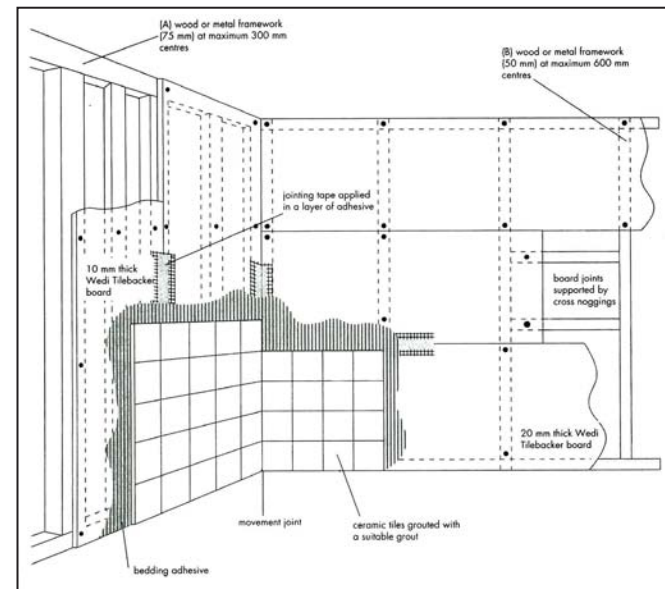 (A) wood or metal framework
(75 mm) at maximum 300 mm
centres
(B) wood or metal framework
(50 mm) at maximum 600 mm
centres
jointing tape applied
in a layer of adhesive
10 mm thick
Wedi Tilebacker
board
board joints
supported by
cross noggings
20 mm thick Wedi
Tilebacker board
movement joint
ceramic tiles grouted with
a suitable grout
bedding adhesive